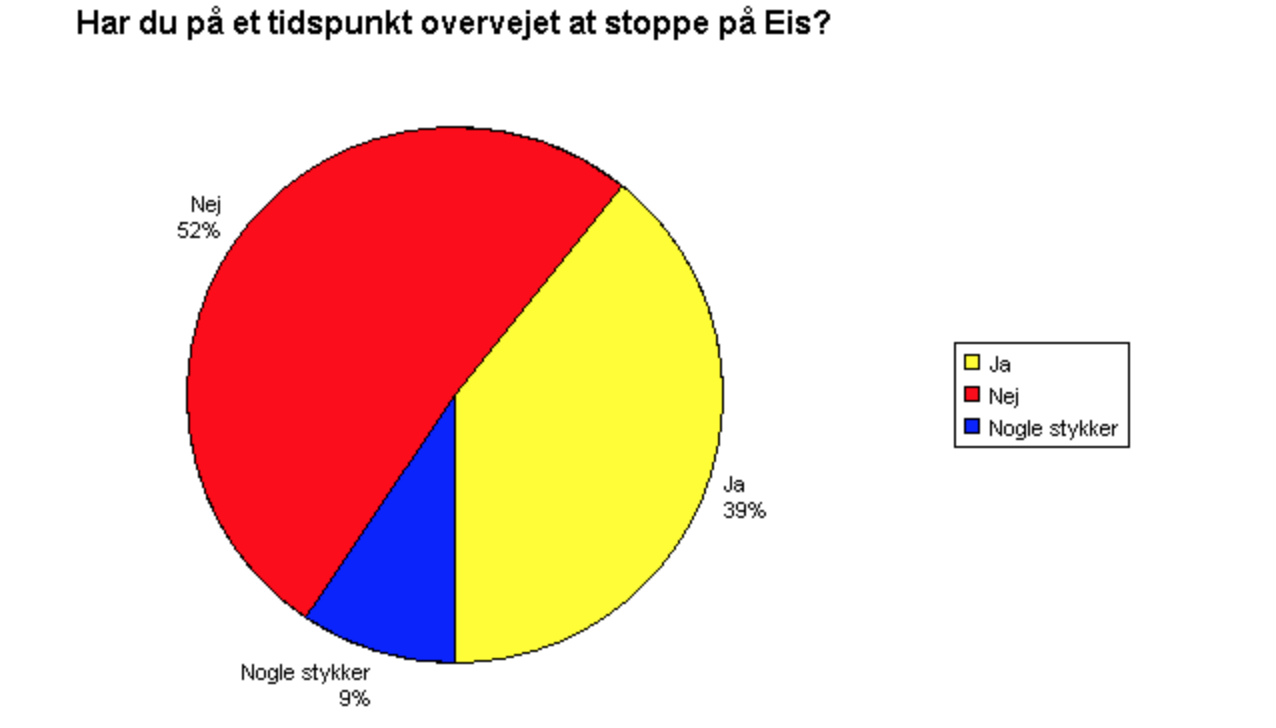 Har du på et tidspunkt overvejet at stoppe på Eis?
Nej
52%
Ja
39%
Nogle stykker
9%
Ja
Nej
Nogle stykker